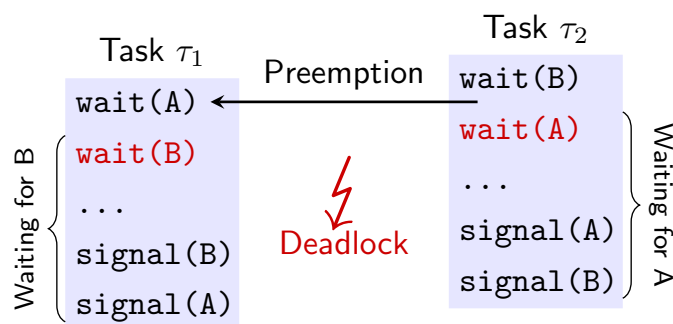 Task τ1
wait(A)
wait(B)
...
signal(B)
signal(A)
Waiting for B
Preemption
Deadlock
Task τ2
wait(B)
wait(A)
...
signal(A)
signal(B)
Waiting for A